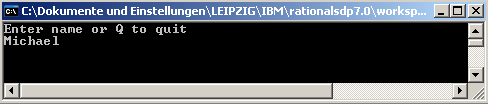 C:\Dokumente und Einstellungen\LEIPZIG\IBM\rationalsdp7.0\worksp...
Enter name or Q to quit
Michael